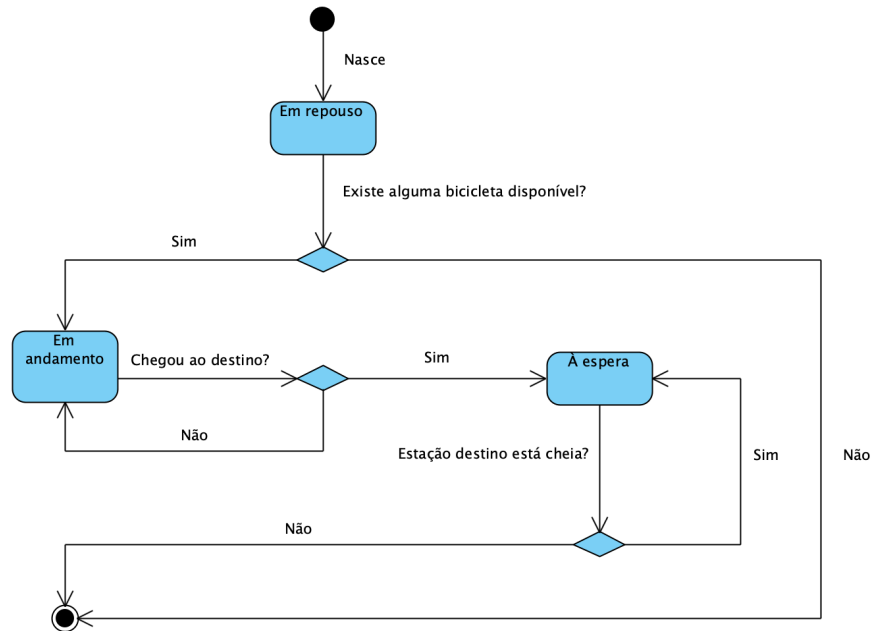 Nasce
Em repouso
Existe alguma bicicleta disponível?
Sim
Em
andamento
Chegou ao destino?
Sim
À espera
Não
Estação destino está cheia?
Sim
Não
Não